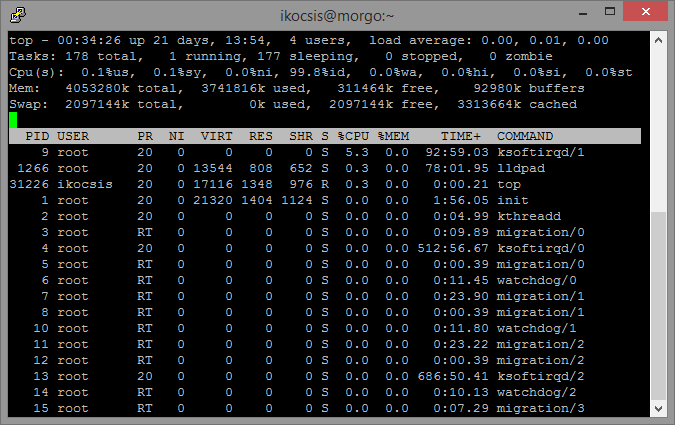 ikocsis@morgo:~
top - 00:34:26 up 21 days, 13:54,  4 users,  load average: 0.00, 0.01, 0.00
Tasks: 178 total,   1 running, 177 sleeping,   0 stopped,   0 zombie
Cpu(s):  0.1%us,  0.1%sy,  0.0%ni, 99.8%id,  0.0%wa,  0.0%hi,  0.0%si,  0.0%st
Mem:   4053280k total,  3741816k used,   311464k free,    92980k buffers
Swap:  2097144k total,        0k used,  2097144k free,  3313664k cached
  PID USER      PR  NI  VIRT  RES  SHR S %CPU %MEM    TIME+  COMMAND
    9 root      20   0     0    0    0 S  5.3  0.0  92:59.03 ksoftirqd/1
 1266 root      20   0 13544  808  652 S  0.3  0.0  78:01.95 lldpad
31226 ikocsis   20   0 17116 1348  976 R  0.3  0.0   0:00.21 top
    1 root      20   0 21320 1404 1124 S  0.0  0.0   1:56.05 init
    2 root      20   0     0    0    0 S  0.0  0.0   0:04.99 kthreadd
    3 root      RT   0     0    0    0 S  0.0  0.0   0:09.89 migration/0
    4 root      20   0     0    0    0 S  0.0  0.0 512:56.67 ksoftirqd/0
    5 root      RT   0     0    0    0 S  0.0  0.0   0:00.39 migration/0
    6 root      RT   0     0    0    0 S  0.0  0.0   0:11.45 watchdog/0
    7 root      RT   0     0    0    0 S  0.0  0.0   0:23.90 migration/1
    8 root      RT   0     0    0    0 S  0.0  0.0   0:00.39 migration/1
   10 root      RT   0     0    0    0 S  0.0  0.0   0:11.80 watchdog/1
   11 root      RT   0     0    0    0 S  0.0  0.0   0:23.22 migration/2
   12 root      RT   0     0    0    0 S  0.0  0.0   0:00.39 migration/2
   13 root      20   0     0    0    0 S  0.0  0.0 686:50.41 ksoftirqd/2
   14 root      RT   0     0    0    0 S  0.0  0.0   0:10.13 watchdog/2
   15 root      RT   0     0    0    0 S  0.0  0.0   0:07.29 migration/3